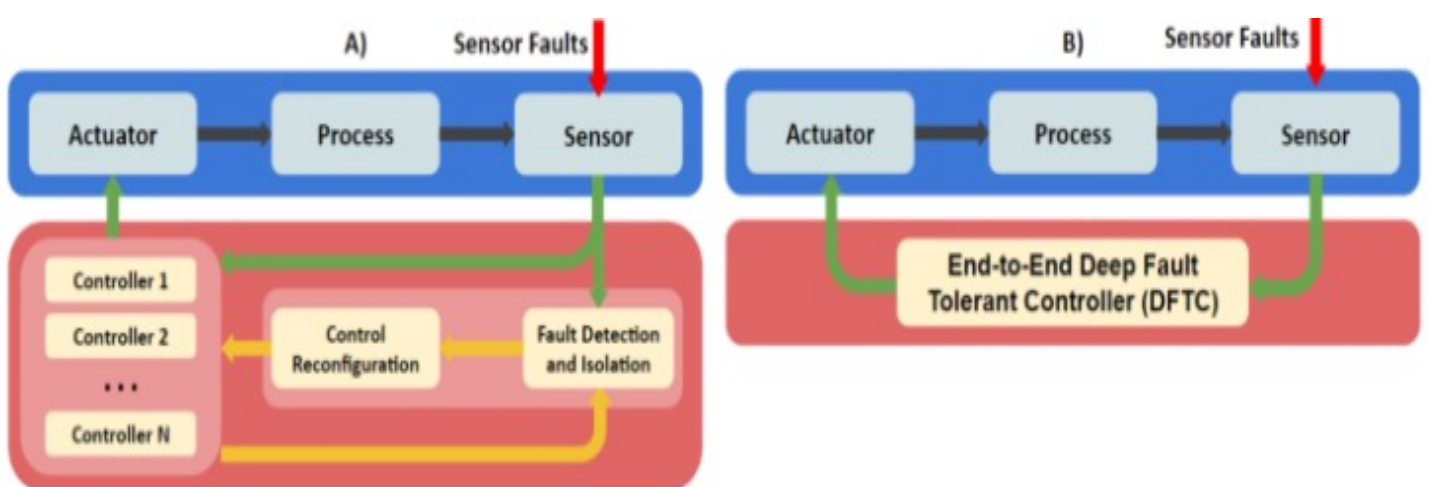 A)
Sensor Faults
Actuator
Process
Sensor
Controller 1
Controller 2
...
Controller N
Control
Reconfiguration
Fault Detection
and Isolation
B)
Sensor Faults
Actuator
Process
Sensor
End-to-End Deep Fault
Tolerant Controller (DFTC)